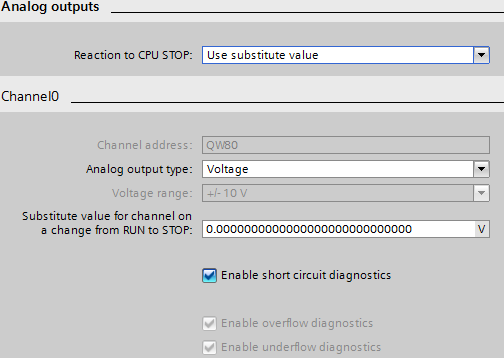 Analog outputs
Reaction to CPU STOP: Use substitute value
Channel0
Channel address: QW80
Analog output type: Voltage
Voltage range: +/- 10 V
Substitute value for channel on
a change from RUN to STOP: 0.0000000000000000000000000000 V
Enable short circuit diagnostics
Enable overflow diagnostics
Enable underflow diagnostics